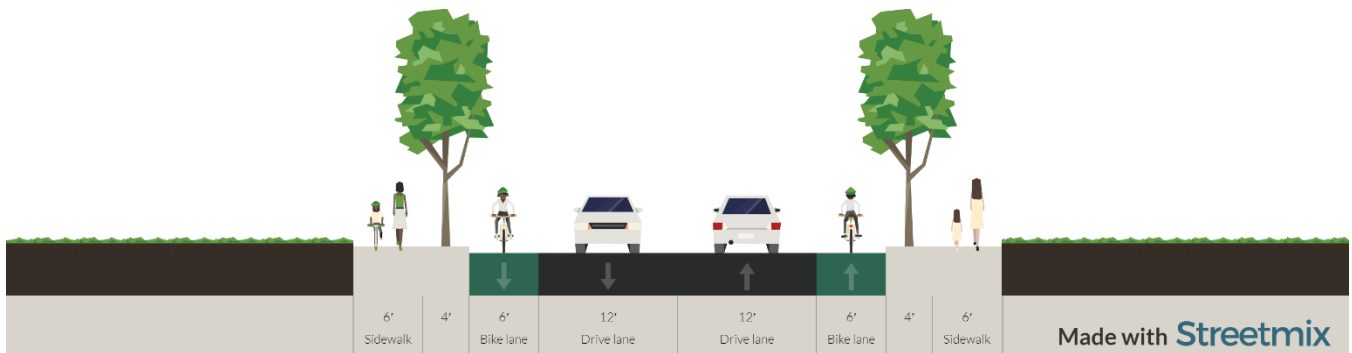 6′ 4′ 6′ 12′ 12′ 6′ 4′ 6′
Sidewalk Bike lane Drive lane Drive lane Bike lane Sidewalk
Made with Streetmix